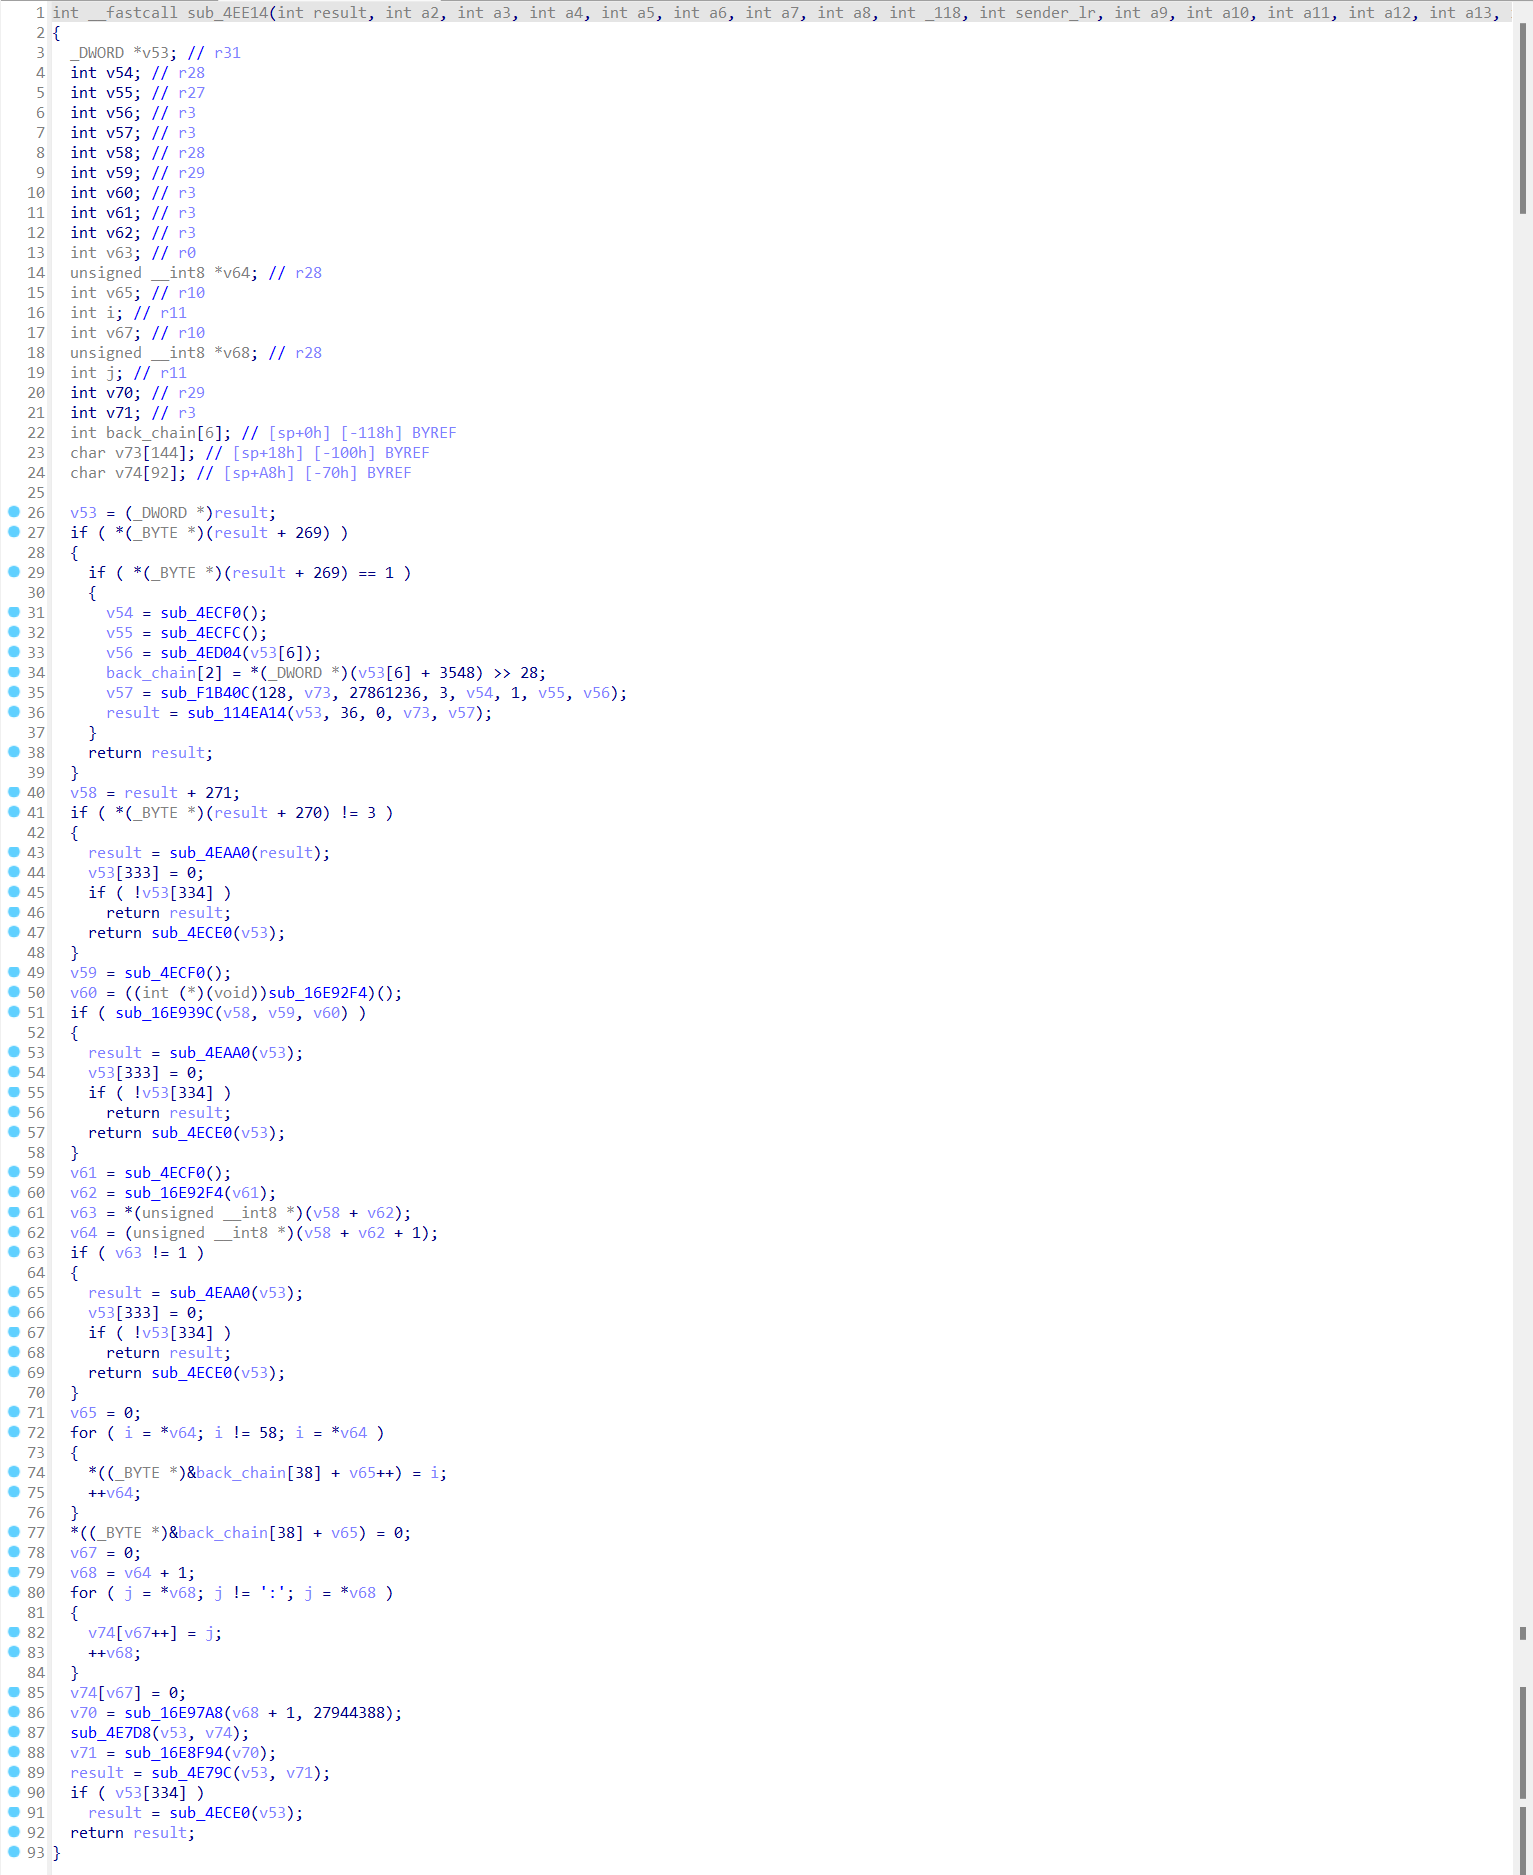 1 int __fastcall sub_4EE14(int result, int a2, int a3, int a4, int a5, int a6, int a7, int a8, int _118, int sender_lr, int a9, int a10, int a11, int a12, int a13,
2 {
3 _DWORD *v53; // r31
4 int v54; // r28
5 int v55; // r27
6 int v56; // r3
7 int v57; // r3
8 int v58; // r28
9 int v59; // r29
10 int v60; // r3
11 int v61; // r3
12 int v62; // r3
13 int v63; // r0
14 unsigned __int8 *v64; // r28
15 int v65; // r10
16 int i; // r11
17 int v67; // r10
18 unsigned __int8 *v68; // r28
19 int j; // r11
20 int v70; // r29
21 int v71; // r3
22 int back_chain[6]; // [sp+0h] [-118h] BYREF
23 char v73[144]; // [sp+18h] [-100h] BYREF
24 char v74[92]; // [sp+A8h] [-70h] BYREF
25
26 v53 = (_DWORD *)result;
27 if ( *(_BYTE *)(result + 269) )
28 {
29 if ( *(_BYTE *)(result + 269) == 1 )
30 {
31 v54 = sub_4ECF0();
32 v55 = sub_4ECFC();
33 v56 = sub_4ED04(v53[6]);
34 back_chain[2] = *(_DWORD *)(v53[6] + 3548) >> 28;
35 v57 = sub_F1B40C(128, v73, 27861236, 3, v54, 1, v55, v56);
36 result = sub_114EA14(v53, 36, 0, v73, v57);
37 }
38 return result;
39 }
40 v58 = result + 271;
41 if ( *(_BYTE *)(result + 270) != 3 )
42 {
43 result = sub_4EAA0(result);
44 v53[333] = 0;
45 if ( !v53[334] )
46 return result;
47 return sub_4ECE0(v53);
48 }
49 v59 = sub_4ECF0();
50 v60 = ((int (*)(void))sub_16E92F4)();
51 if ( sub_16E939C(v58, v59, v60) )
52 {
53 result = sub_4EAA0(v53);
54 v53[333] = 0;
55 if ( !v53[334] )
56 return result;
57 return sub_4ECE0(v53);
58 }
59 v61 = sub_4ECF0();
60 v62 = sub_16E92F4(v61);
61 v63 = *(unsigned __int8 *)(v58 + v62);
62 v64 = (unsigned __int8 *)(v58 + v62 + 1);
63 if ( v63 != 1 )
64 {
65 result = sub_4EAA0(v53);
66 v53[333] = 0;
67 if ( !v53[334] )
68 return result;
69 return sub_4ECE0(v53);
70 }
71 v65 = 0;
72 for ( i = *v64; i != 58; i = *v64 )
73 {
74 *((_BYTE *)&back_chain[38] + v65++) = i;
75 ++v64;
76 }
77 *((_BYTE *)&back_chain[38] + v65) = 0;
78 v67 = 0;
79 v68 = v64 + 1;
80 for ( j = *v68; j != ':'; j = *v68 )
81 {
82 v74[v67++] = j;
83 ++v68;
84 }
85 v74[v67] = 0;
86 v70 = sub_16E97A8(v68 + 1, 27944388);
87 sub_4E7D8(v53, v74);
88 v71 = sub_16E8F94(v70);
89 result = sub_4E79C(v53, v71);
90 if ( v53[334] )
91 result = sub_4ECE0(v53);
92 return result;
93 }